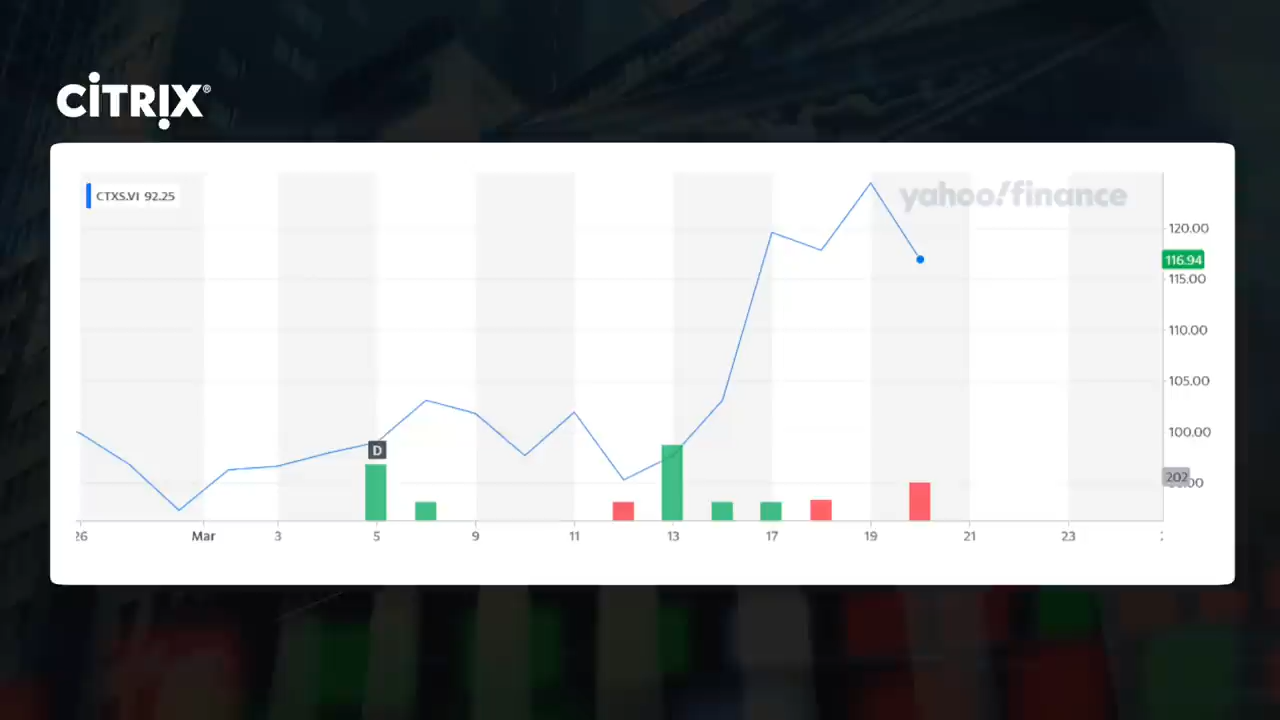 CiTRiX®
CTXS.VI 92.25
yahoo!finance
120.00
116.94
115.00
110.00
105.00
100.00
202
D
26 Mar 3 5 9 11 13 17 19 21 23